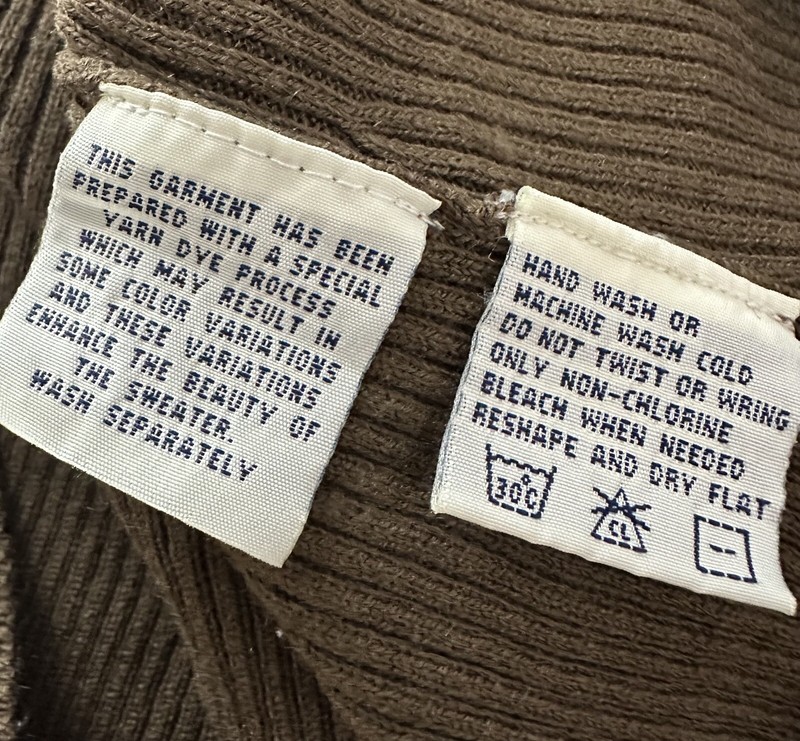 THIS GARMENT HAS BEEN
PREPARED WITH A SPECIAL
YARN DYE PROCESS
WHICH MAY RESULT IN
SOME COLOR VARIATIONS
AND THESE VARIATIONS
ENHANCE THE BEAUTY OF
THE SWEATER.
WASH SEPARATELY
HAND WASH OR
MACHINE WASH COLD
DO NOT TWIST OR WRING
ONLY NON-CHLORINE
BLEACH WHEN NEEDED
RESHAPE AND DRY FLAT
30°C
CL